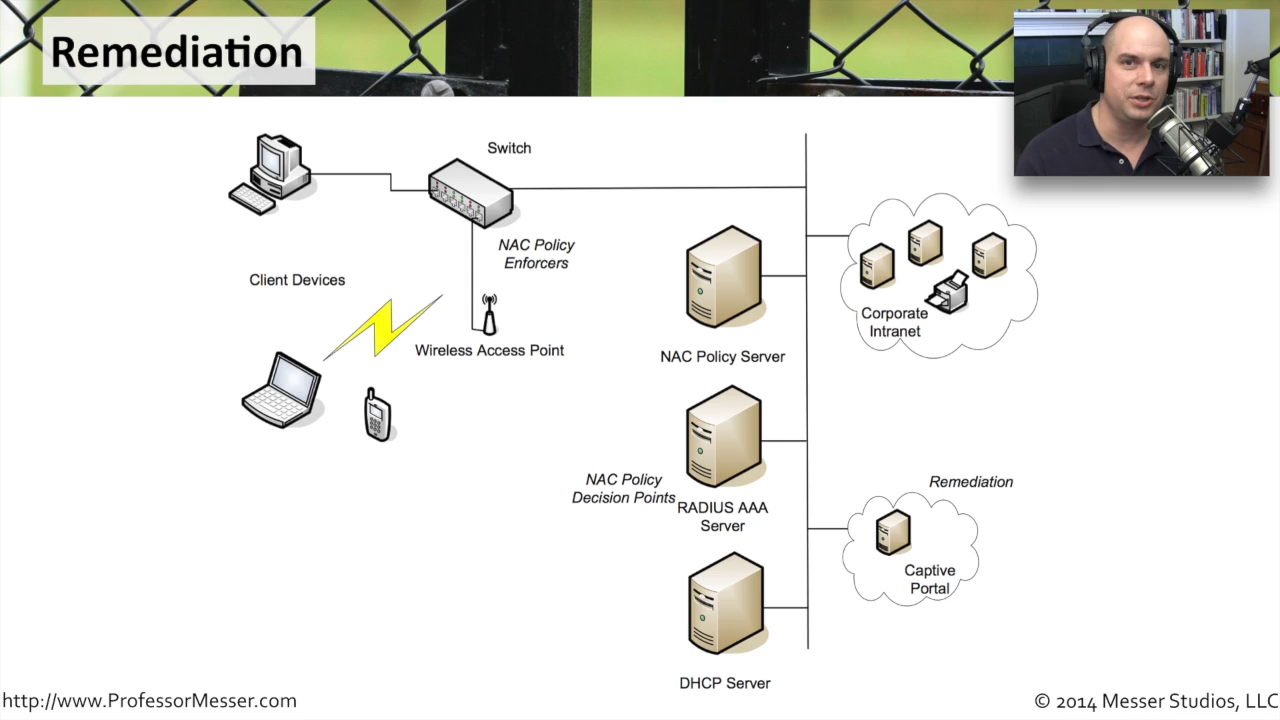 Remediation
Switch
NAC Policy
Enforcers
Client Devices
Wireless Access Point
NAC Policy Server
Corporate
Intranet
NAC Policy
Decision Points
RADIUS AAA
Server
Remediation
Captive
Portal
DHCP Server
http://www.ProfessorMesser.com
© 2014 Messer Studios, LLC